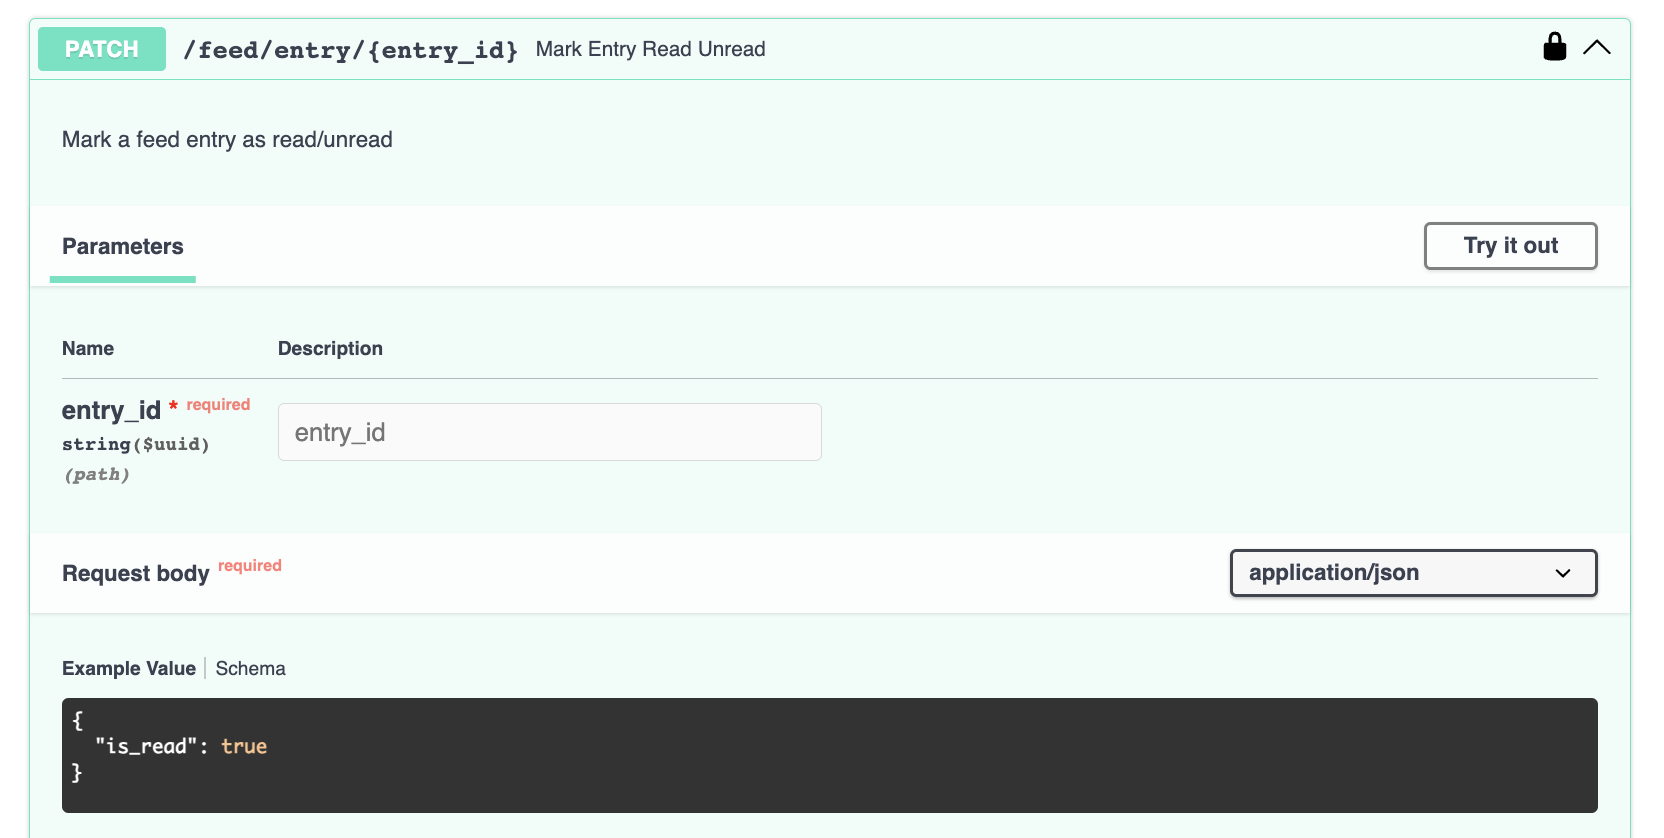 PATCH /feed/entry/{entry_id} Mark Entry Read Unread
Mark a feed entry as read/unread
Parameters
Try it out
Name Description
entry_id * required
string($uuid)
(path)
entry_id
Request body required
application/json
Example Value | Schema
{
  "is_read": true
}